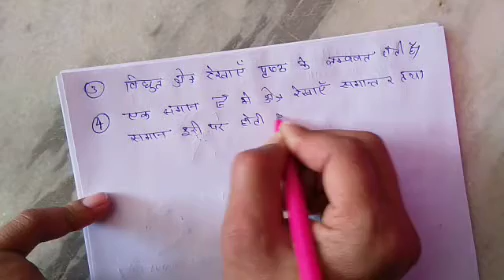 ③ विद्युत क्षेत्र रेखाएँ पृष्ठ के लम्बवत होती हैं।
④ एक समान E⃗ की क्षेत्र रेखाएँ समान्तर तथा
समान दूरी पर होती है